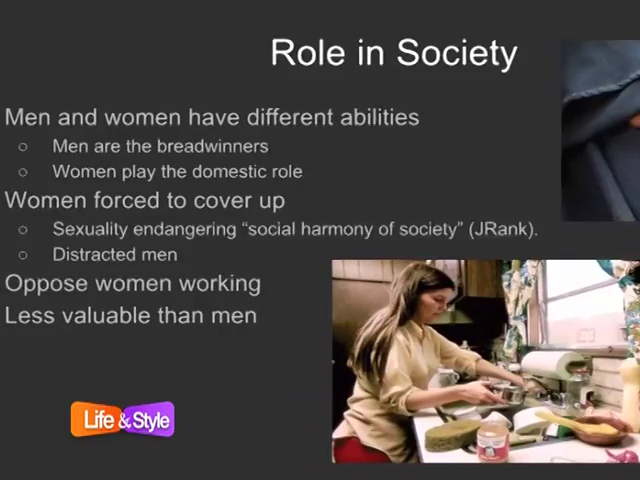 Role in Society
Men and women have different abilities
○ Men are the breadwinners
○ Women play the domestic role
Women forced to cover up
○ Sexuality endangering “social harmony of society” (JRank).
○ Distracted men
Oppose women working
Less valuable than men
Life & Style